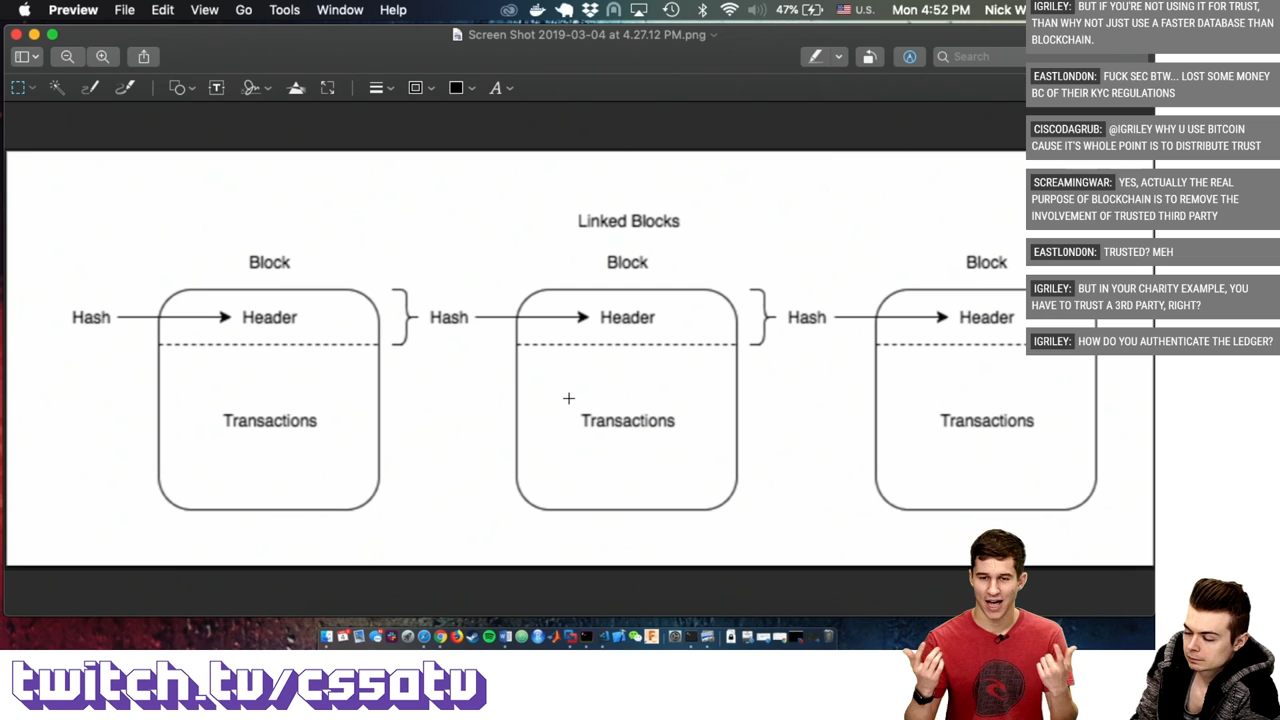 Preview File Edit View Go Tools Window Help
47% U.S. Mon 4:52 PM Nick W
Screen Shot 2019-03-04 at 4.27.12 PM.png
Search
Linked Blocks
Block Block Block
Hash Header Hash Header Hash Header
Transactions Transactions Transactions
IGRILEY: BUT IF YOU'RE NOT USING IT FOR TRUST,
THAN WHY NOT JUST USE A FASTER DATABASE THAN
BLOCKCHAIN.
EASTL0ND0N: FUCK SEC BTW... LOST SOME MONEY
BC OF THEIR KYC REGULATIONS
CISCODAGRUB: @IGRILEY WHY U USE BITCOIN
CAUSE IT'S WHOLE POINT IS TO DISTRIBUTE TRUST
SCREAMINGWAR: YES, ACTUALLY THE REAL
PURPOSE OF BLOCKCHAIN IS TO REMOVE THE
INVOLVEMENT OF TRUSTED THIRD PARTY
EASTL0ND0N: TRUSTED? MEH
IGRILEY: BUT IN YOUR CHARITY EXAMPLE, YOU
HAVE TO TRUST A 3RD PARTY, RIGHT?
IGRILEY: HOW DO YOU AUTHENTICATE THE LEDGER?
twitch.tv/cssatv